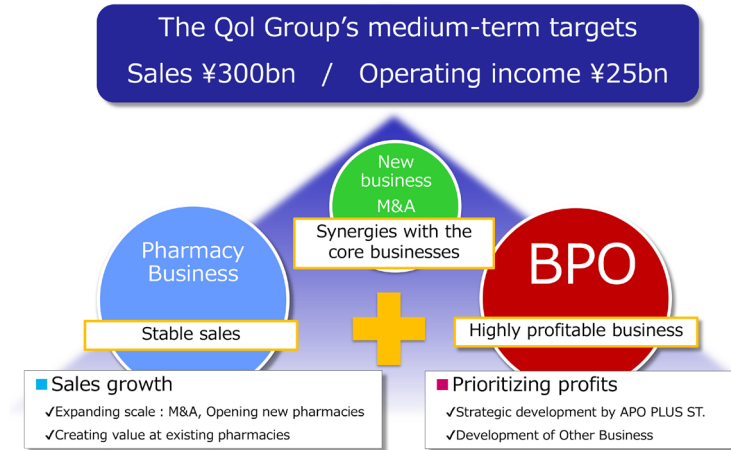 The Qol Group's medium-term targets
Sales ¥300bn / Operating income ¥25bn
New
business
M&A
Synergies with the
core businesses
Pharmacy
Business
Stable sales
BPO
Highly profitable business
Sales growth
✓Expanding scale : M&A, Opening new pharmacies
✓Creating value at existing pharmacies
Prioritizing profits
✓Strategic development by APO PLUS ST.
✓Development of Other Business